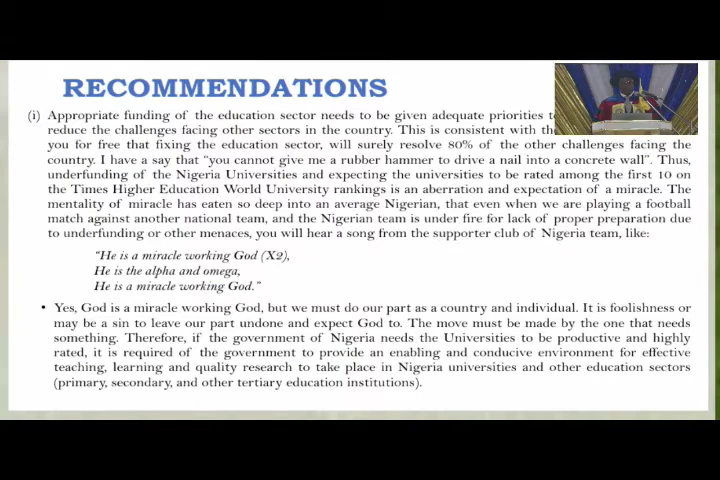 RECOMMENDATIONS
(i) Appropriate funding of the education sector needs to be given adequate priorities
reduce the challenges facing other sectors in the country. This is consistent with the
you for free that fixing the education sector, will surely resolve 80% of the other challenges facing the
country. I have a say that "you cannot give me a rubber hammer to drive a nail into a concrete wall". Thus,
underfunding of the Nigeria Universities and expecting the universities to be rated among the first 10 on
the Times Higher Education World University rankings is an aberration and expectation of a miracle. The
mentality of miracle has eaten so deep into an average Nigerian, that even when we are playing a football
match against another national team, and the Nigerian team is under fire for lack of proper preparation due
to underfunding or other menaces, you will hear a song from the supporter club of Nigeria team, like:
"He is a miracle working God (X2),
He is the alpha and omega,
He is a miracle working God."
• Yes, God is a miracle working God, but we must do our part as a country and individual. It is foolishness or
may be a sin to leave our part undone and expect God to. The move must be made by the one that needs
something. Therefore, if the government of Nigeria needs the Universities to be productive and highly
rated, it is required of the government to provide an enabling and conducive environment for effective
teaching, learning and quality research to take place in Nigeria universities and other education sectors
(primary, secondary, and other tertiary education institutions).